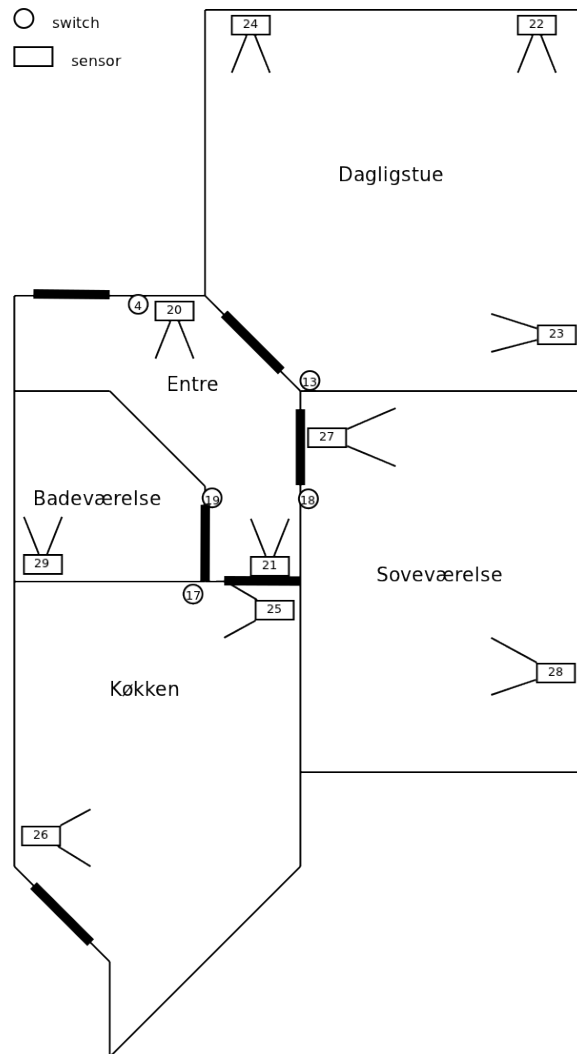 switch
sensor
24
22
Dagligstue
4
20
23
Entre
13
27
Badeværelse
19
18
29
21
Soveværelse
17
25
Køkken
28
26